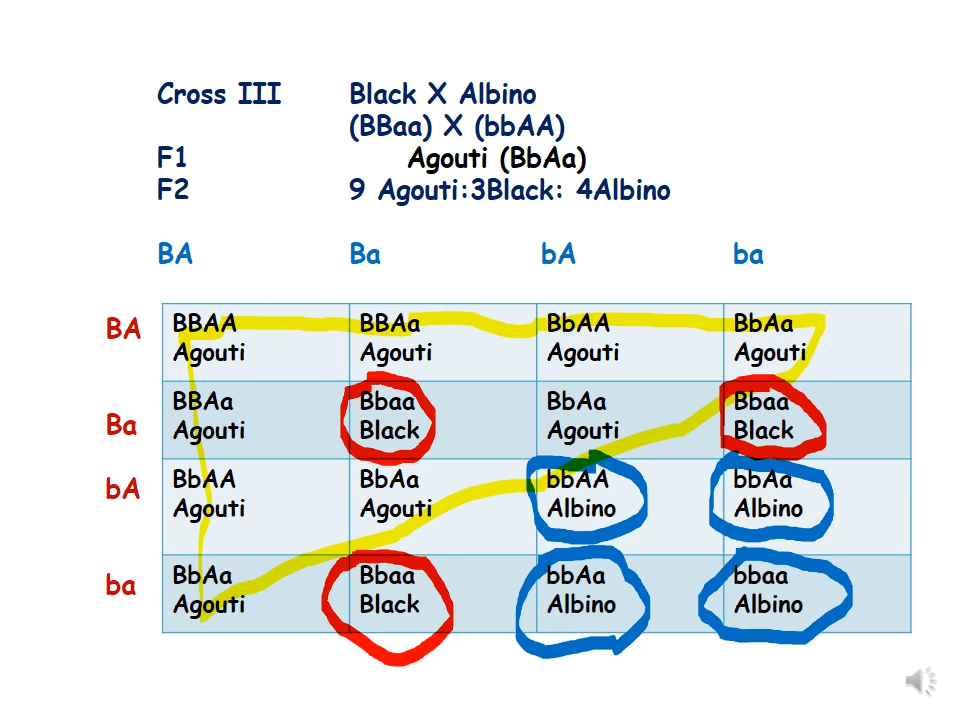 Cross III Black X Albino
(BBaa) X (bbAA)
F1 Agouti (BbAa)
F2 9 Agouti:3Black: 4Albino
BA Ba bA ba
BA BBAA BBAa BbAA BbAa
Agouti Agouti Agouti Agouti
Ba BBAa Bbaa BbAa Bbaa
Agouti Black Agouti Black
bA BbAA BbAa bbAA bbAa
Agouti Agouti Albino Albino
ba BbAa Bbaa bbAa bbaa
Agouti Black Albino Albino